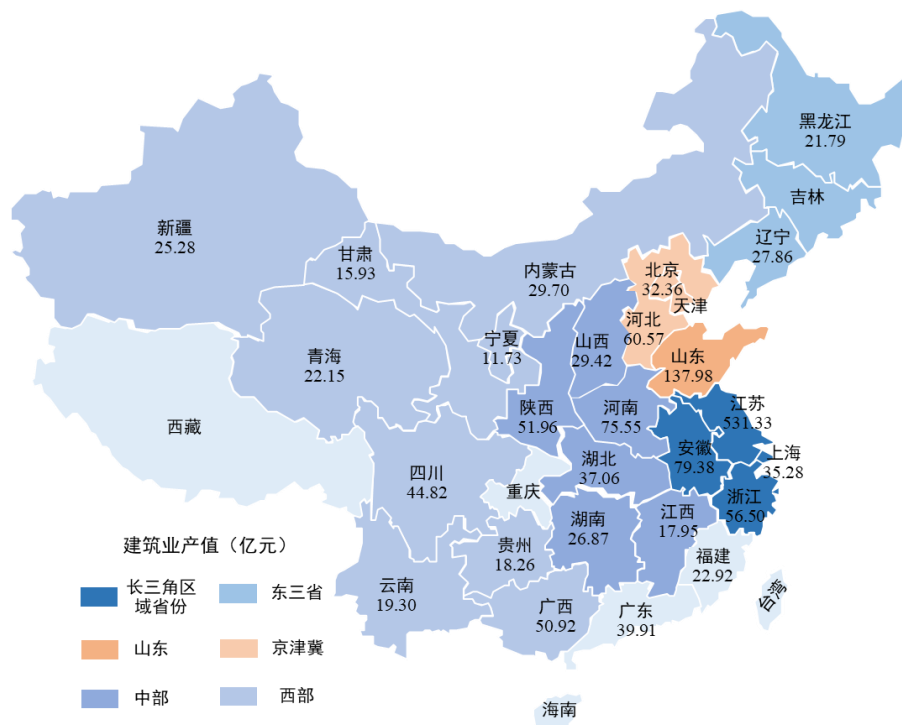 黑龙江
21.79
吉林
辽宁
27.86
新疆
25.28
甘肃
15.93
内蒙古
29.70
北京
32.36
天津
河北
60.57
宁夏
11.73
山西
29.42
山东
137.98
青海
22.15
陕西
51.96
河南
75.55
江苏
531.33
西藏
安徽
79.38
上海
35.28
四川
44.82
重庆
湖北
37.06
浙江
56.50
湖南
26.87
江西
17.95
贵州
18.26
福建
22.92
云南
19.30
广西
50.92
广东
39.91
台湾
海南
建筑业产值（亿元）
长三角区
域省份
东三省
山东
京津冀
中部
西部